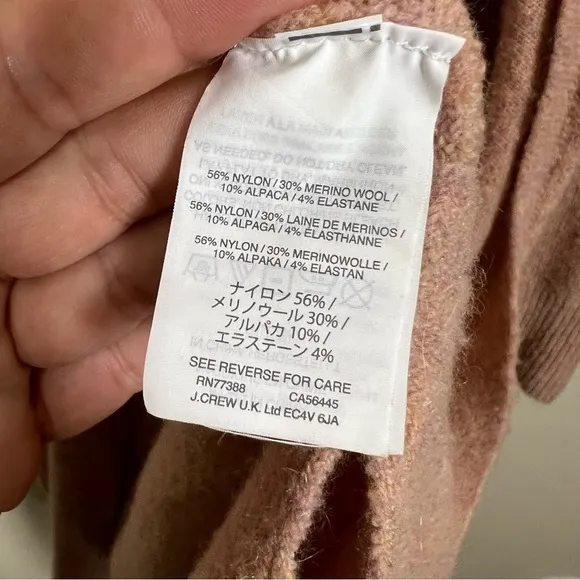 56% NYLON / 30% MERINO WOOL /
10% ALPACA / 4% ELASTANE
56% NYLON / 30% LAINE DE MERINOS /
10% ALPAGA / 4% ELASTHANNE
56% NYLON / 30% MERINOWOLLE /
10% ALPAKA / 4% ELASTAN
ナイロン 56% /
メリノウール 30% /
アルパカ 10% /
エラステーン 4%
SEE REVERSE FOR CARE
RN77388 CA56445
J.CREW U.K. Ltd EC4V 6JA